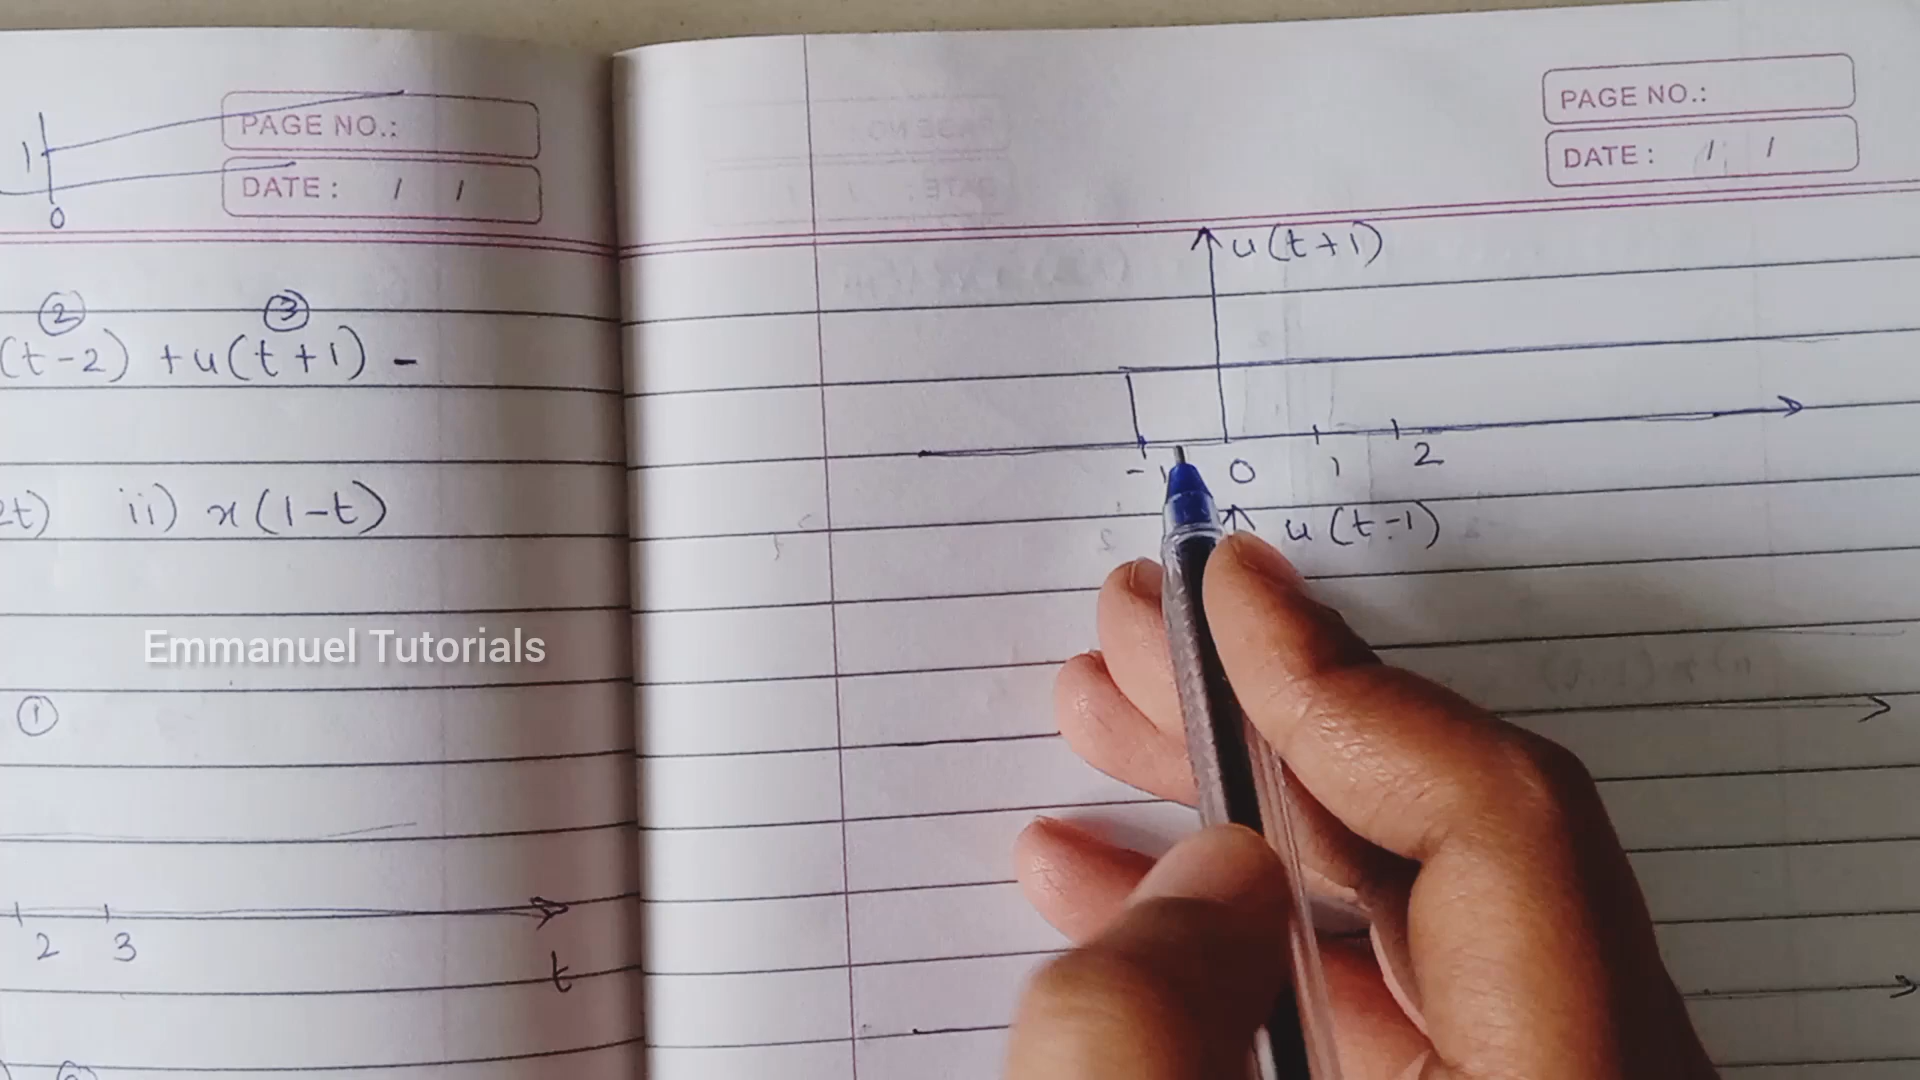 1
PAGE NO.:
DATE : / /
0
② ③
(t-2) +u(t+1) -
2t) ii) x(1-t)
Emmanuel Tutorials
①
2 3
t
PAGE NO.:
DATE : / /
u(t+1)
-1 0 1 2
u(t-1)